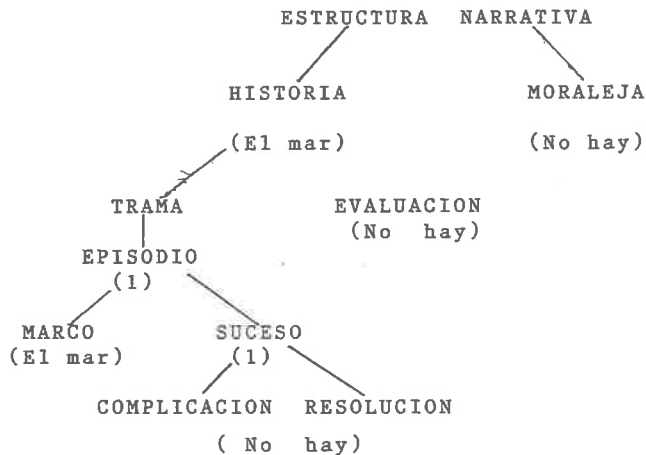 ESTRUCTURA NARRATIVA
HISTORIA MORALEJA
(El mar) (No hay)
TRAMA EVALUACION
(No hay)
EPISODIO
(1)
MARCO SUCESO
(El mar) (1)
COMPLICACION RESOLUCION
( No hay)